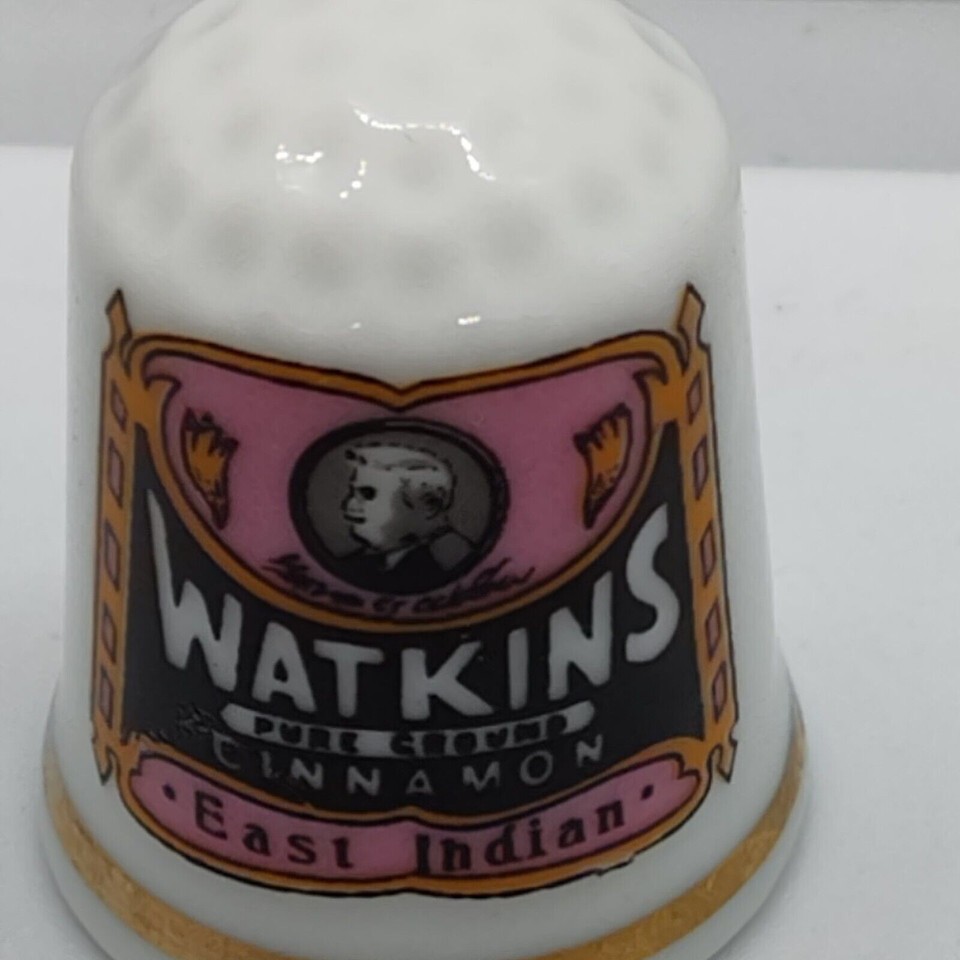 WATKINS
PURE GROUND
CINNAMON
· East Indian ·